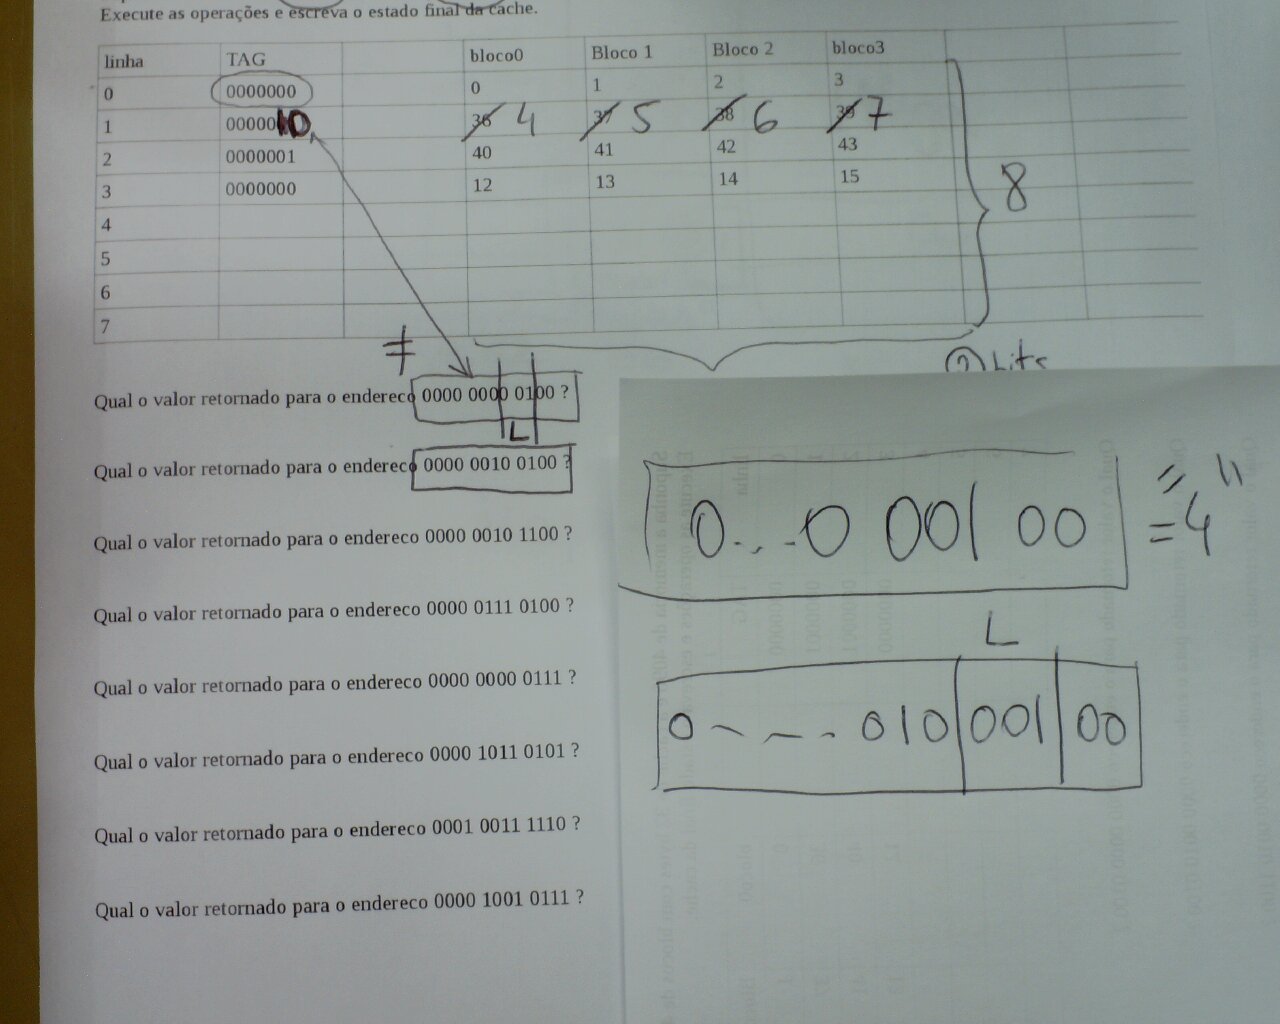 Execute as operações e escreva o estado final da cache.
linha TAG bloco0 Bloco 1 Bloco 2 bloco3
0 0000000 0 1 2 3
1 0000010 36 4 37 5 38 6 39 7
2 0000001 40 41 42 43
3 0000000 12 13 14 15
4
5
6
7
8
≠
Qual o valor retornado para o endereco 0000 0000 0100 ?
L
Qual o valor retornado para o endereco 0000 0010 0100 ?
Qual o valor retornado para o endereco 0000 0010 1100 ?
Qual o valor retornado para o endereco 0000 0111 0100 ?
Qual o valor retornado para o endereco 0000 0000 0111 ?
Qual o valor retornado para o endereco 0000 1011 0101 ?
Qual o valor retornado para o endereco 0001 0011 1110 ?
Qual o valor retornado para o endereco 0000 1001 0111 ?
0...0 001 00 = "4"
L
0----010 001 00